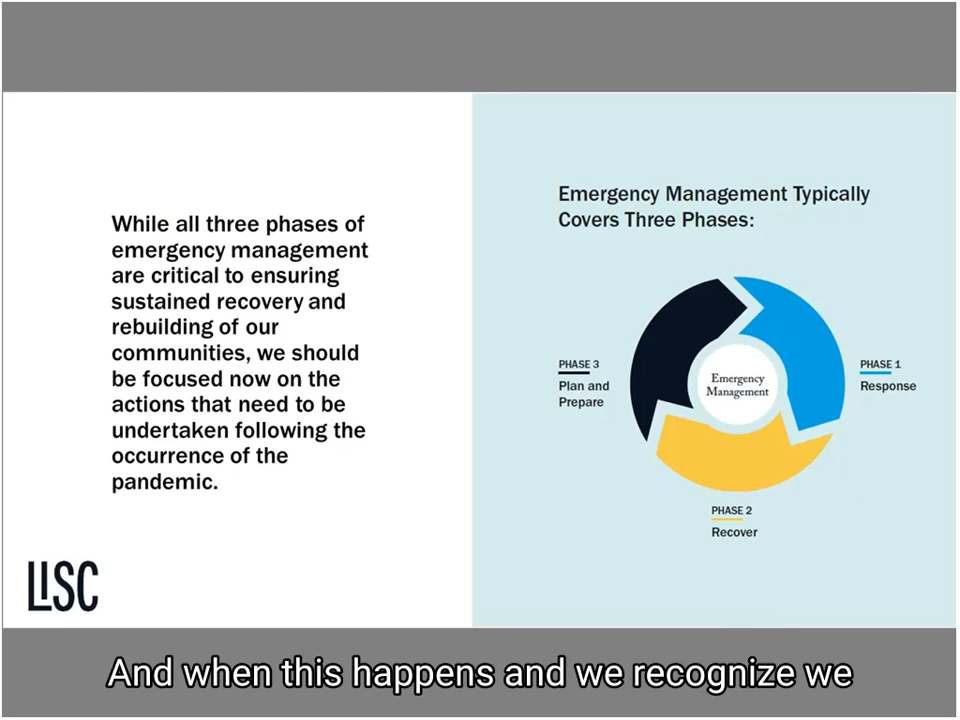 While all three phases of
emergency management
are critical to ensuring
sustained recovery and
rebuilding of our
communities, we should
be focused now on the
actions that need to be
undertaken following the
occurrence of the
pandemic.
LISC
Emergency Management Typically
Covers Three Phases:
PHASE 3
Plan and
Prepare
Emergency
Management
PHASE 1
Response
PHASE 2
Recover
And when this happens and we recognize we